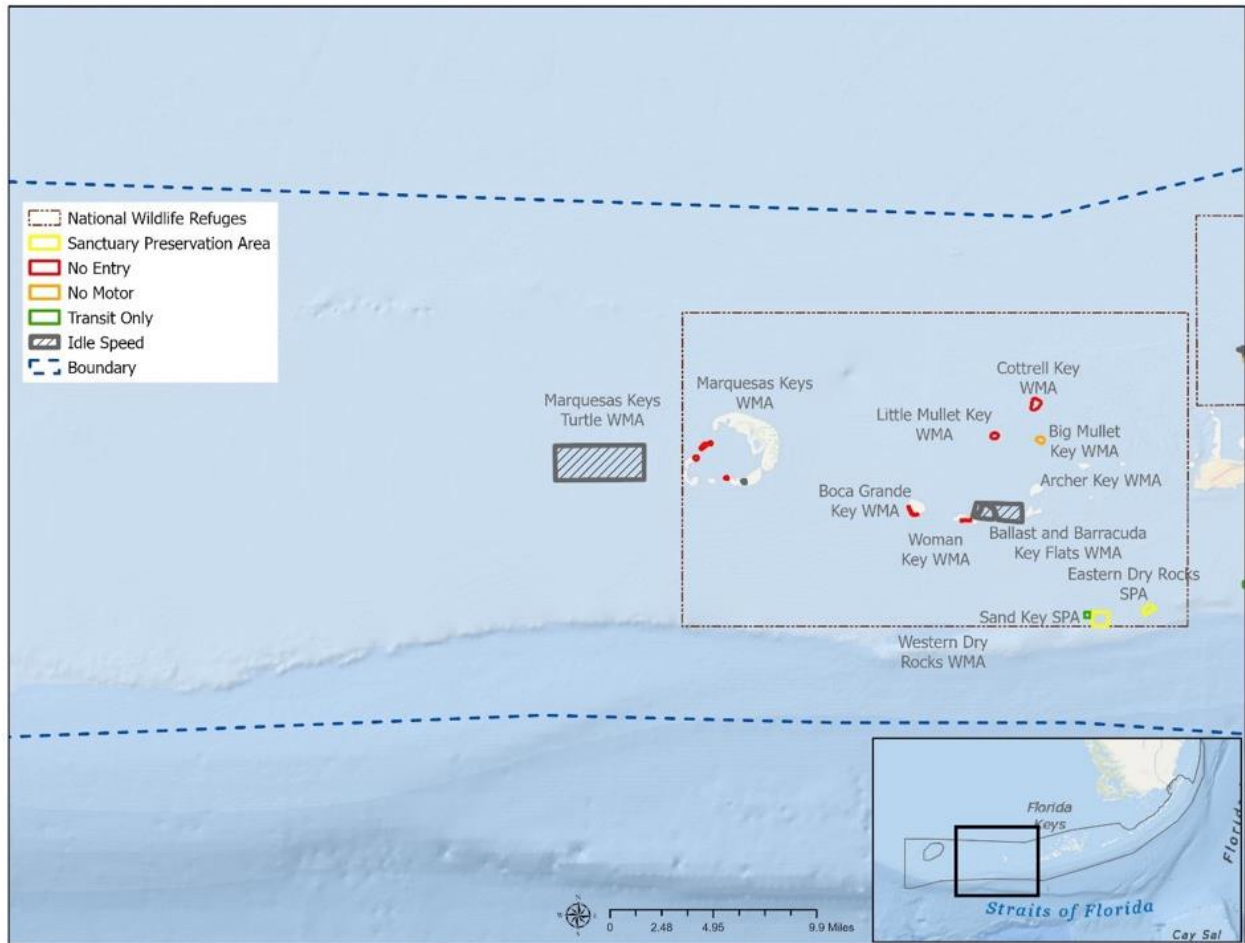 National Wildlife Refuges
Sanctuary Preservation Area
No Entry
No Motor
Transit Only
Idle Speed
Boundary
Marquesas Keys
Turtle WMA
Marquesas Keys
WMA
Cottrell Key
WMA
Little Mullet Key
WMA
Big Mullet
Key WMA
Archer Key WMA
Boca Grande
Key WMA
Woman
Key WMA
Ballast and Barracuda
Key Flats WMA
Eastern Dry Rocks
SPA
Sand Key SPA
Western Dry
Rocks WMA
Florida
Keys
Florida
Straits of Florida
Cay Sal
N
W
E
S
0 2.48 4.95 9.9 Miles